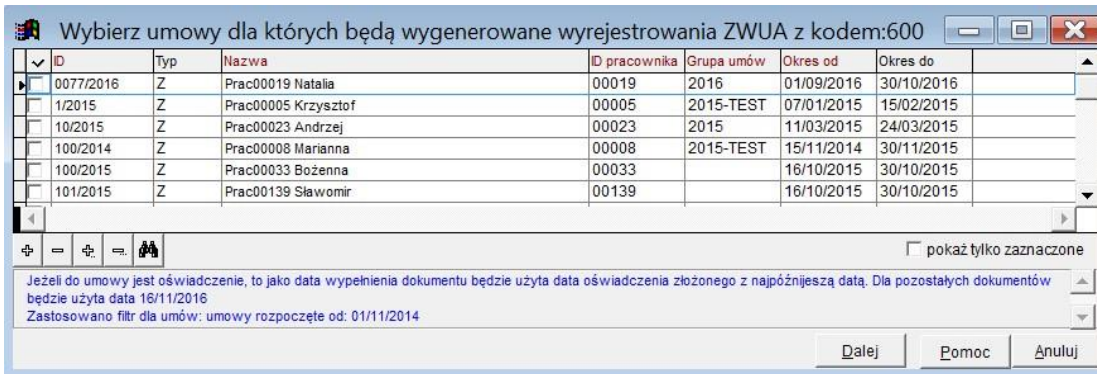 Wybierz umowy dla których będą wygenerowane wyrejestrowania ZWUA z kodem:600
ID Typ Nazwa ID pracownika Grupa umów Okres od Okres do
0077/2016 Z Prac00019 Natalia 00019 2016 01/09/2016 30/10/2016
1/2015 Z Prac00005 Krzysztof 00005 2015-TEST 07/01/2015 15/02/2015
10/2015 Z Prac00023 Andrzej 00023 2015 11/03/2015 24/03/2015
100/2014 Z Prac00008 Marianna 00008 2015-TEST 15/11/2014 30/11/2015
100/2015 Z Prac00033 Bożenna 00033 16/10/2015 30/10/2015
101/2015 Z Prac00139 Sławomir 00139 16/10/2015 30/10/2015
pokaż tylko zaznaczone
Jeżeli do umowy jest oświadczenie, to jako data wypełnienia dokumentu będzie użyta data oświadczenia złożonego z najpóźnijeszą datą. Dla pozostałych dokumentów
będzie użyta data 16/11/2016
Zastosowano filtr dla umów: umowy rozpoczęte od: 01/11/2014
Dalej Pomoc Anuluj